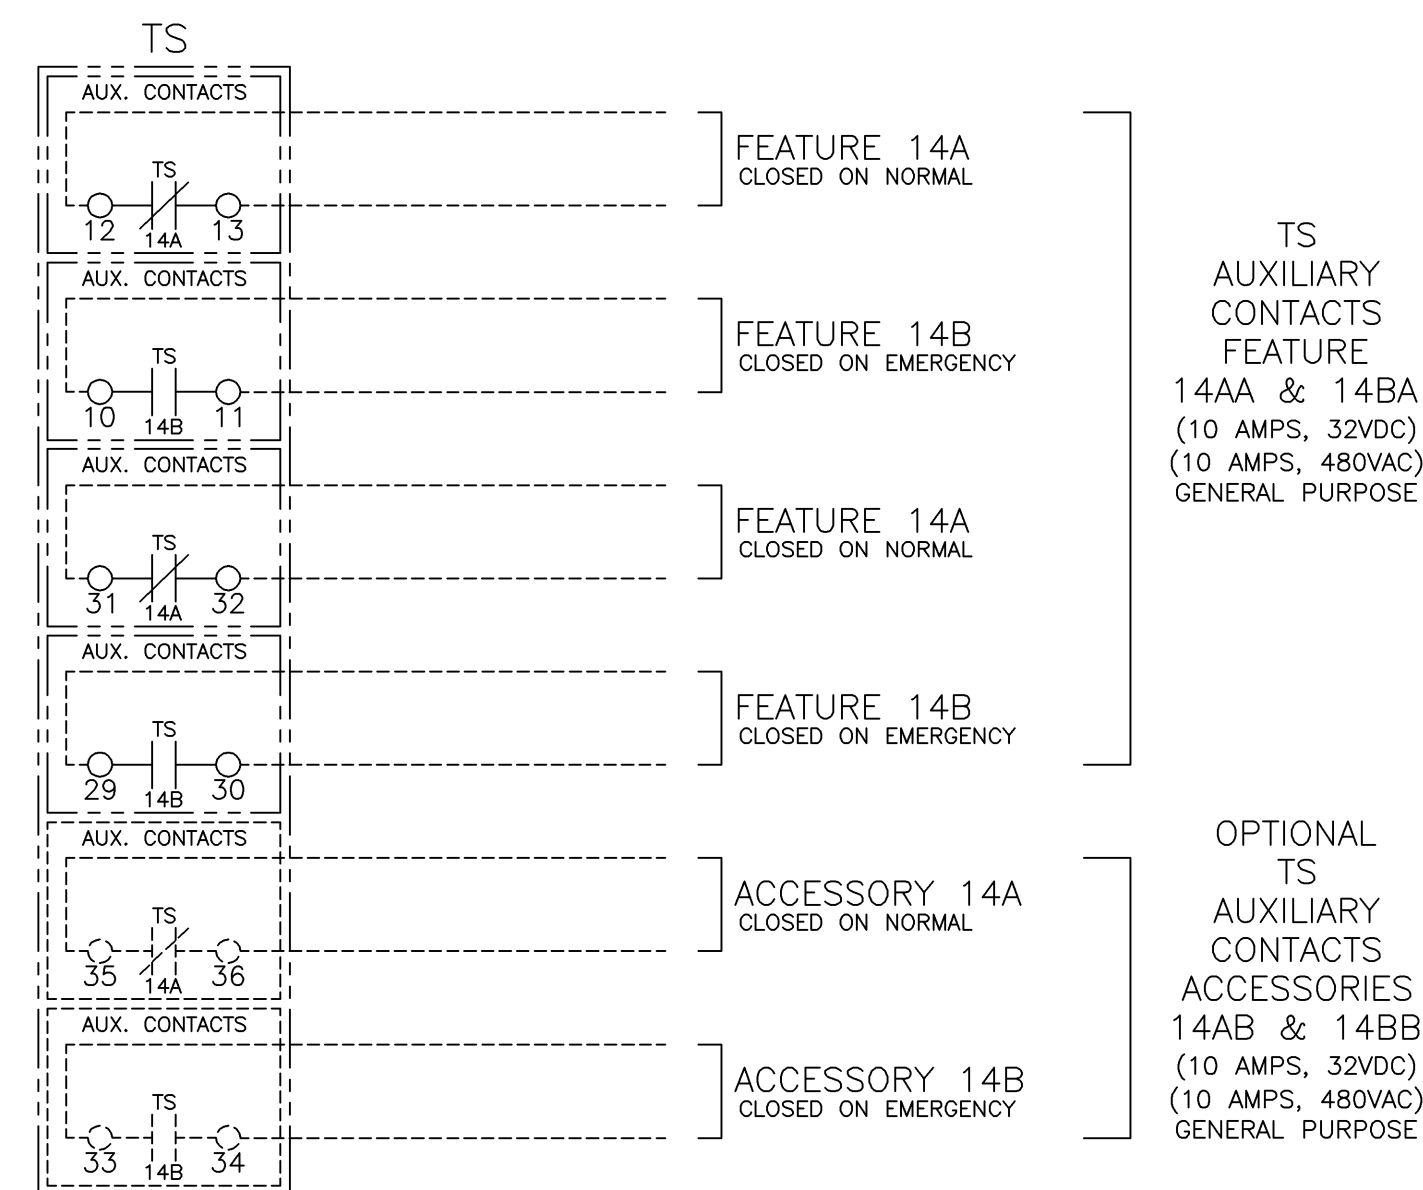 TS
AUX. CONTACTS
TS
12 13
14A
FEATURE 14A
CLOSED ON NORMAL
AUX. CONTACTS
TS
10 11
14B
FEATURE 14B
CLOSED ON EMERGENCY
AUX. CONTACTS
TS
31 32
14A
FEATURE 14A
CLOSED ON NORMAL
AUX. CONTACTS
TS
29 30
14B
FEATURE 14B
CLOSED ON EMERGENCY
TS
AUXILIARY
CONTACTS
FEATURE
14AA & 14BA
(10 AMPS, 32VDC)
(10 AMPS, 480VAC)
GENERAL PURPOSE
AUX. CONTACTS
TS
35 36
14A
ACCESSORY 14A
CLOSED ON NORMAL
AUX. CONTACTS
TS
33 34
14B
ACCESSORY 14B
CLOSED ON EMERGENCY
OPTIONAL
TS
AUXILIARY
CONTACTS
ACCESSORIES
14AB & 14BB
(10 AMPS, 32VDC)
(10 AMPS, 480VAC)
GENERAL PURPOSE